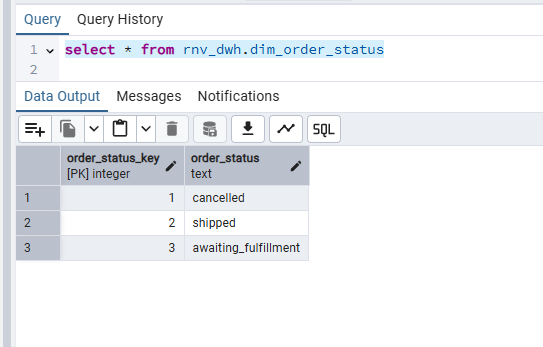 Query Query History
1 select * from rnv_dwh.dim_order_status
2
Data Output Messages Notifications
SQL
order_status_key order_status
[PK] integer text
1 1 cancelled
2 2 shipped
3 3 awaiting_fulfillment